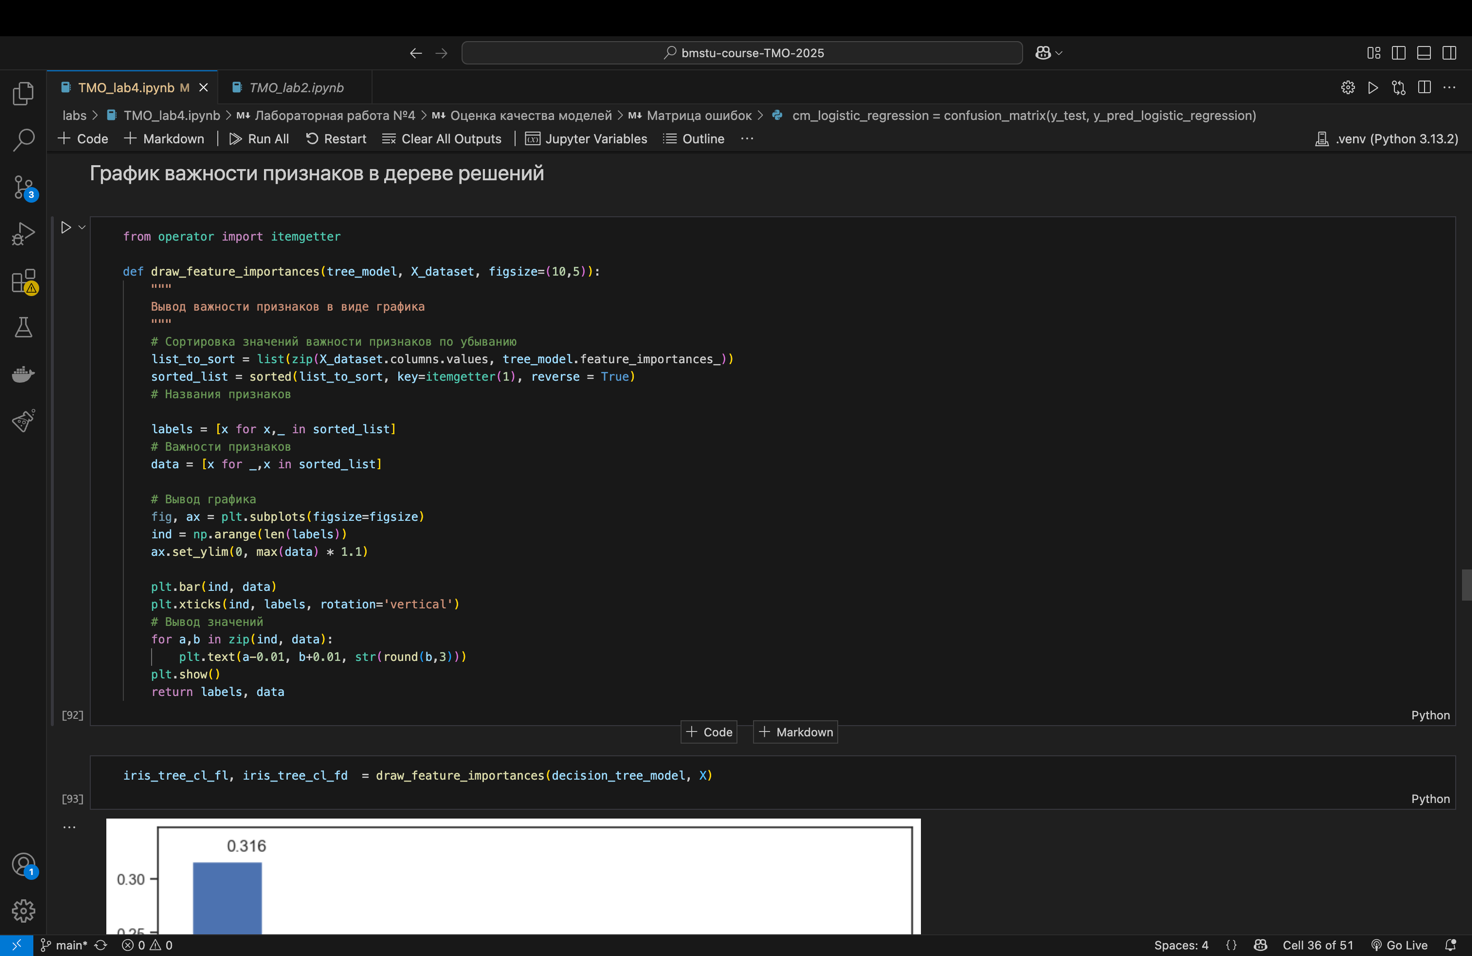 bmstu-course-TMO-2025
TMO_lab4.ipynb M
TMO_lab2.ipynb
labs > TMO_lab4.ipynb > M↓ Лабораторная работа №4 > M↓ Оценка качества моделей > M↓ Матрица ошибок > cm_logistic_regression = confusion_matrix(y_test, y_pred_logistic_regression)
+ Code + Markdown | Run All Restart Clear All Outputs | Jupyter Variables Outline ··· .venv (Python 3.13.2)
График важности признаков в дереве решений
from operator import itemgetter
def draw_feature_importances(tree_model, X_dataset, figsize=(10,5)):
"""
Вывод важности признаков в виде графика
"""
# Сортировка значений важности признаков по убыванию
list_to_sort = list(zip(X_dataset.columns.values, tree_model.feature_importances_))
sorted_list = sorted(list_to_sort, key=itemgetter(1), reverse = True)
# Названия признаков
labels = [x for x,_ in sorted_list]
# Важности признаков
data = [x for _,x in sorted_list]
# Вывод графика
fig, ax = plt.subplots(figsize=figsize)
ind = np.arange(len(labels))
ax.set_ylim(0, max(data) * 1.1)
plt.bar(ind, data)
plt.xticks(ind, labels, rotation='vertical')
# Вывод значений
for a,b in zip(ind, data):
plt.text(a-0.01, b+0.01, str(round(b,3)))
plt.show()
return labels, data
[92]
Python
+ Code + Markdown
iris_tree_cl_fl, iris_tree_cl_fd = draw_feature_importances(decision_tree_model, X)
[93]
Python
···
0.316
0.30
0.25
3
1
main* 0 0 Spaces: 4 {} Cell 36 of 51 Go Live